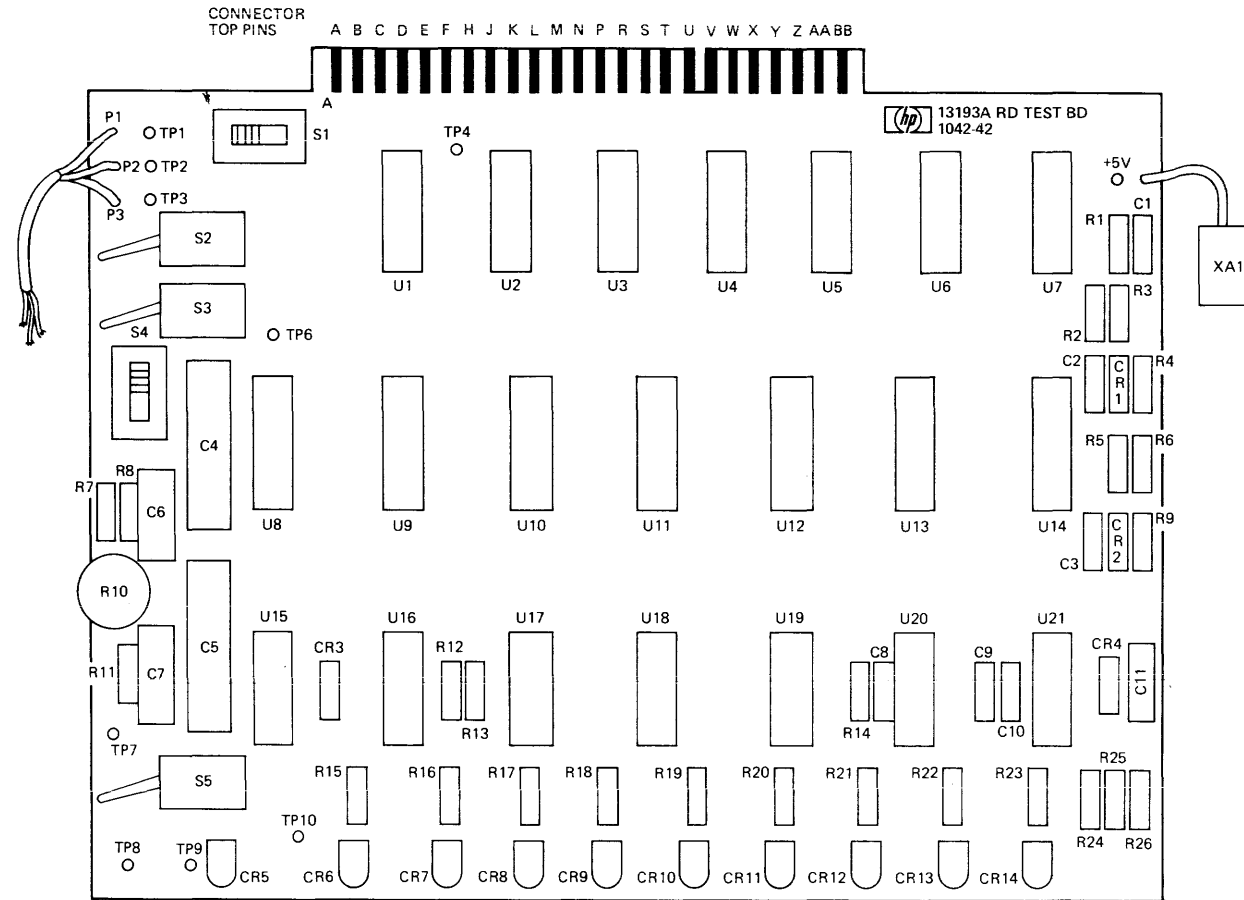 CONNECTOR
TOP PINS
A B C D E F H J K L M N P R S T U V W X Y Z AA BB
A
hp 13193A RD TEST BD
1042-42
P1 TP1 S1 TP4
P2 TP2 +5V
P3 TP3 C1
R1
S2
XA1
U1 U2 U3 U4 U5 U6 U7 R3
S3
S4 TP6 R2
C2 CR1 R4
C4
R5 R6
R7 R8
C6
U8 U9 U10 U11 U12 U13 U14 CR2 R9
C3
R10
U15 U16 U17 U18 U19 U20 U21
C5 CR3 R12 C8 C9 CR4
R11 C7 C11
R13 R14 C10
TP7
S5 R15 R16 R17 R18 R19 R20 R21 R22 R23 R25
TP10
R24 R26
TP8 TP9
CR5 CR6 CR7 CR8 CR9 CR10 CR11 CR12 CR13 CR14